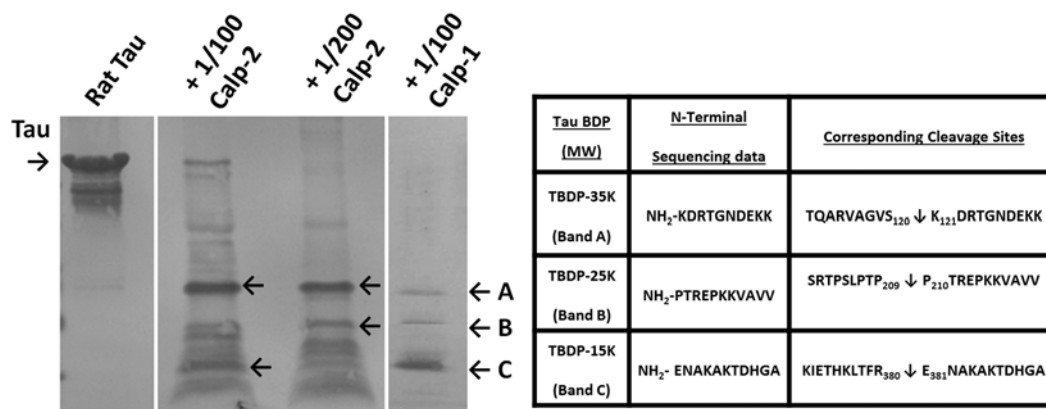 Rat Tau
+ 1/100
Calp-2
+ 1/200
Calp-2
+ 1/100
Calp-1
Tau
→
← ← ← A
← ← B
← ← C
Tau BDP
(MW)
N-Terminal
Sequencing data
Corresponding Cleavage Sites
TBDP-35K
(Band A)
NH₂-KDRTGNDEKK
TQARVAGVS₁₂₀ ↓ K₁₂₁DRTGNDEKK
TBDP-25K
(Band B)
NH₂-PTREPKKVAVV
SRTPSLPTP₂₀₉ ↓ P₂₁₀TREPKKVAVV
TBDP-15K
(Band C)
NH₂- ENAKAKTDHGA
KIETHKLTFR₃₈₀ ↓ E₃₈₁NAKAKTDHGA